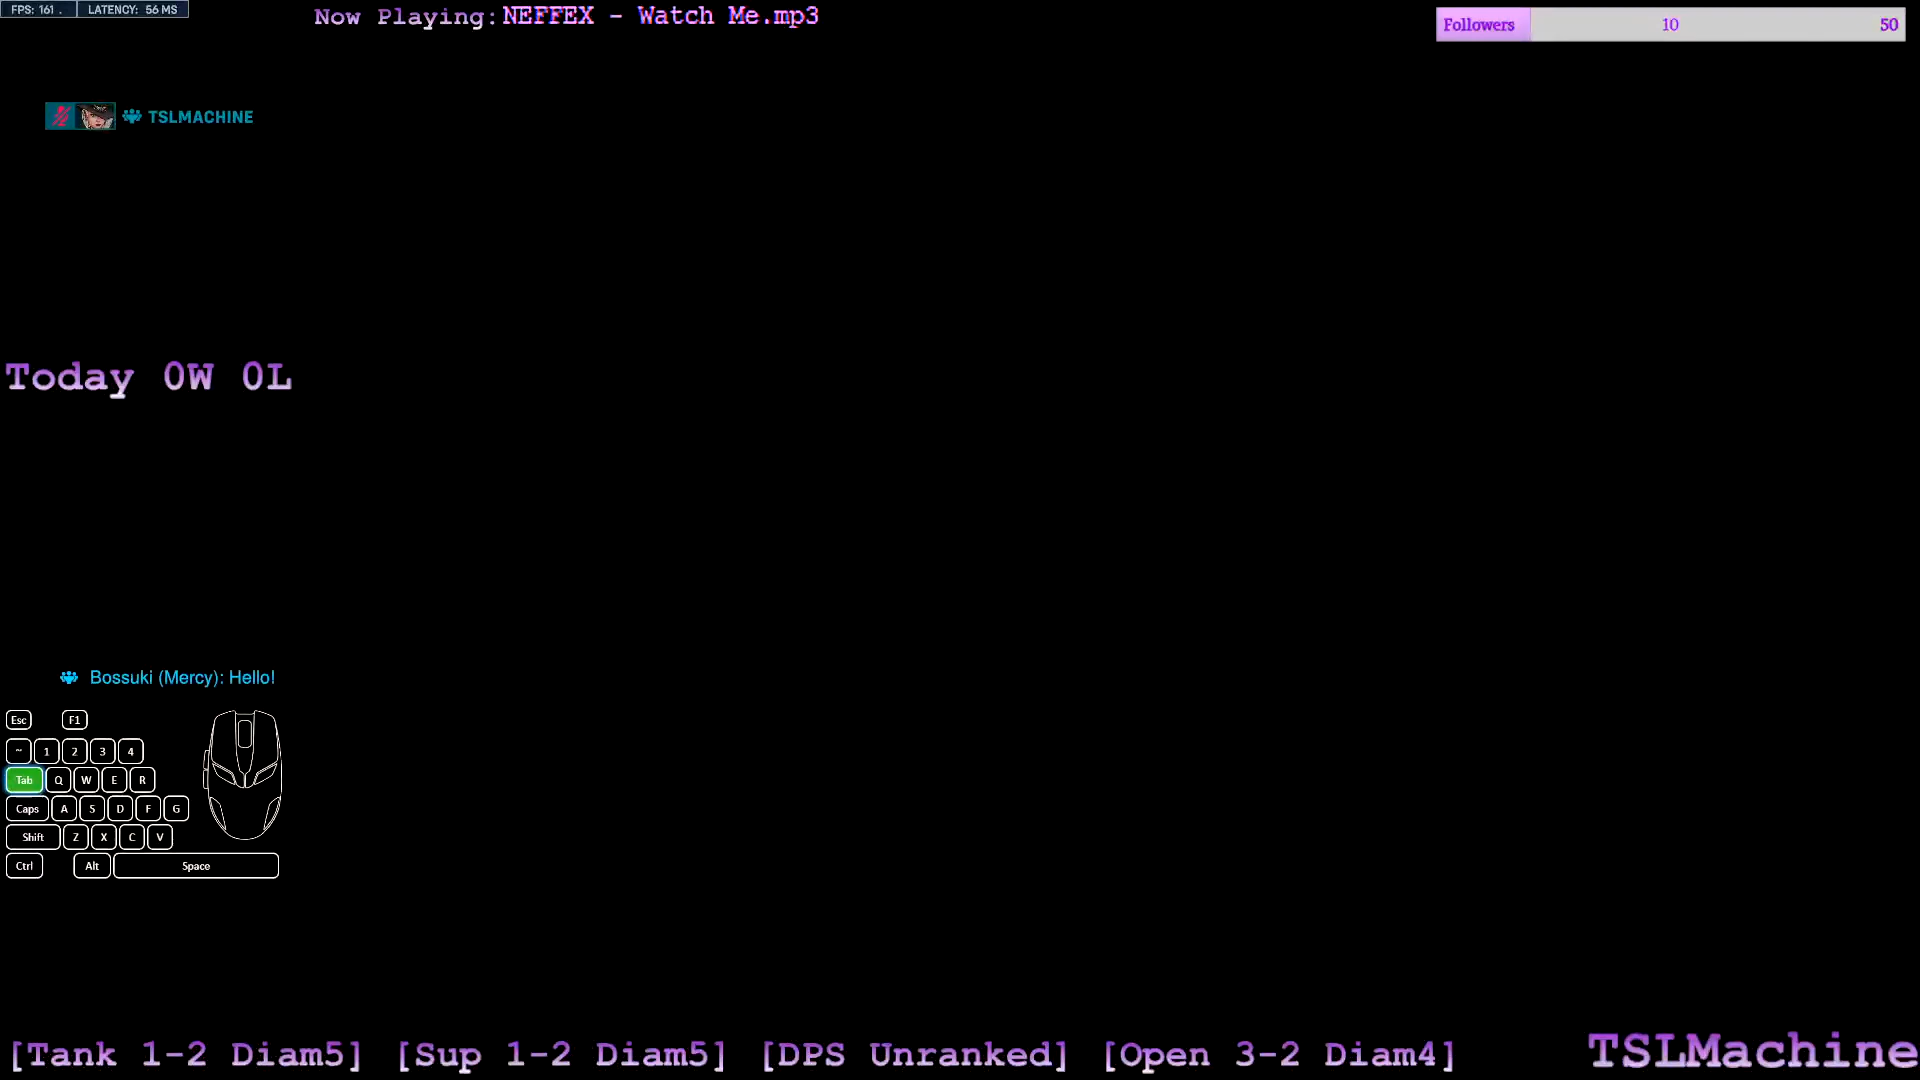 FPS: 161 . LATENCY: 56 MS
Now Playing: NEFFEX - Watch Me.mp3
Followers 10 50
TSLMACHINE
Today 0W 0L
Bossuki (Mercy): Hello!
Esc F1
~ 1 2 3 4
Tab Q W E R
Caps A S D F G
Shift Z X C V
Ctrl Alt Space
[Tank 1-2 Diam5] [Sup 1-2 Diam5] [DPS Unranked] [Open 3-2 Diam4]
TSLMachine